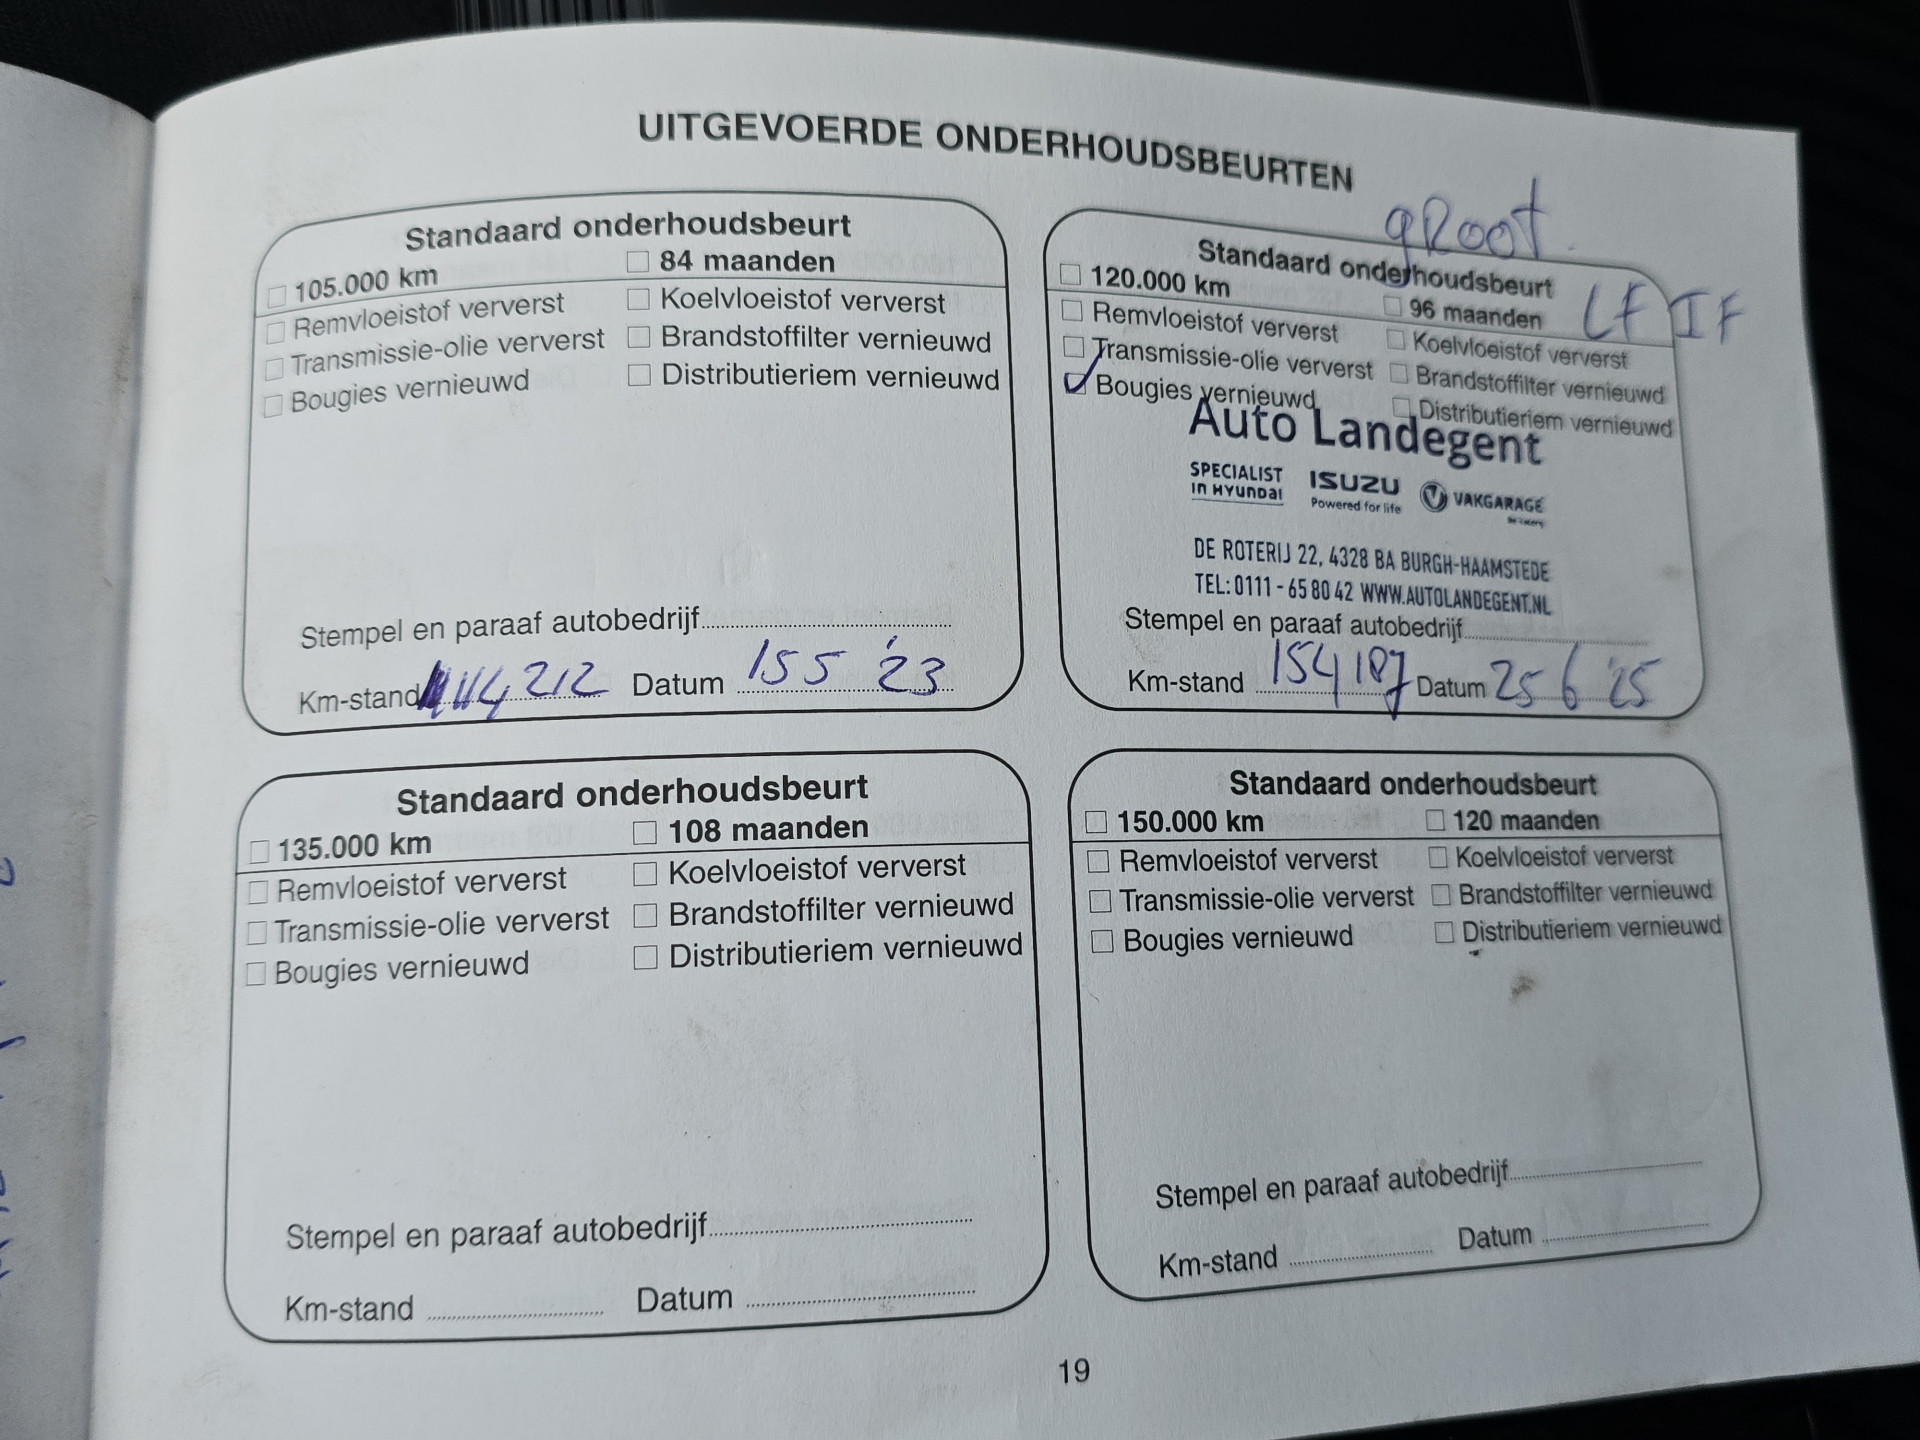 UITGEVOERDE ONDERHOUDSBEURTEN
Standaard onderhoudsbeurt
105.000 km 84 maanden
Remvloeistof ververst Koelvloeistof ververst
Transmissie-olie ververst Brandstoffilter vernieuwd
Bougies vernieuwd Distributieriem vernieuwd
Stempel en paraaf autobedrijf
Km-stand 114 212 Datum 15 5 '23
gRoot
Standaard onderhoudsbeurt
LF IF
120.000 km 96 maanden
Remvloeistof ververst Koelvloeistof ververst
Transmissie-olie ververst Brandstoffilter vernieuwd
Bougies vernieuwd Distributieriem vernieuwd
Auto Landegent
SPECIALIST
in HYUNDAI
ISUZU
Powered for life
VAKGARAGE
DE ROTERIJ 22, 4328 BA BURGH-HAAMSTEDE
TEL: 0111 - 65 80 42 WWW.AUTOLANDEGENT.NL
Stempel en paraaf autobedrijf
Km-stand 154 187 Datum 25 6 '25
Standaard onderhoudsbeurt
135.000 km 108 maanden
Remvloeistof ververst Koelvloeistof ververst
Transmissie-olie ververst Brandstoffilter vernieuwd
Bougies vernieuwd Distributieriem vernieuwd
Stempel en paraaf autobedrijf
Km-stand Datum
Standaard onderhoudsbeurt
150.000 km 120 maanden
Remvloeistof ververst Koelvloeistof ververst
Transmissie-olie ververst Brandstoffilter vernieuwd
Bougies vernieuwd Distributieriem vernieuwd
Stempel en paraaf autobedrijf
Km-stand Datum
19